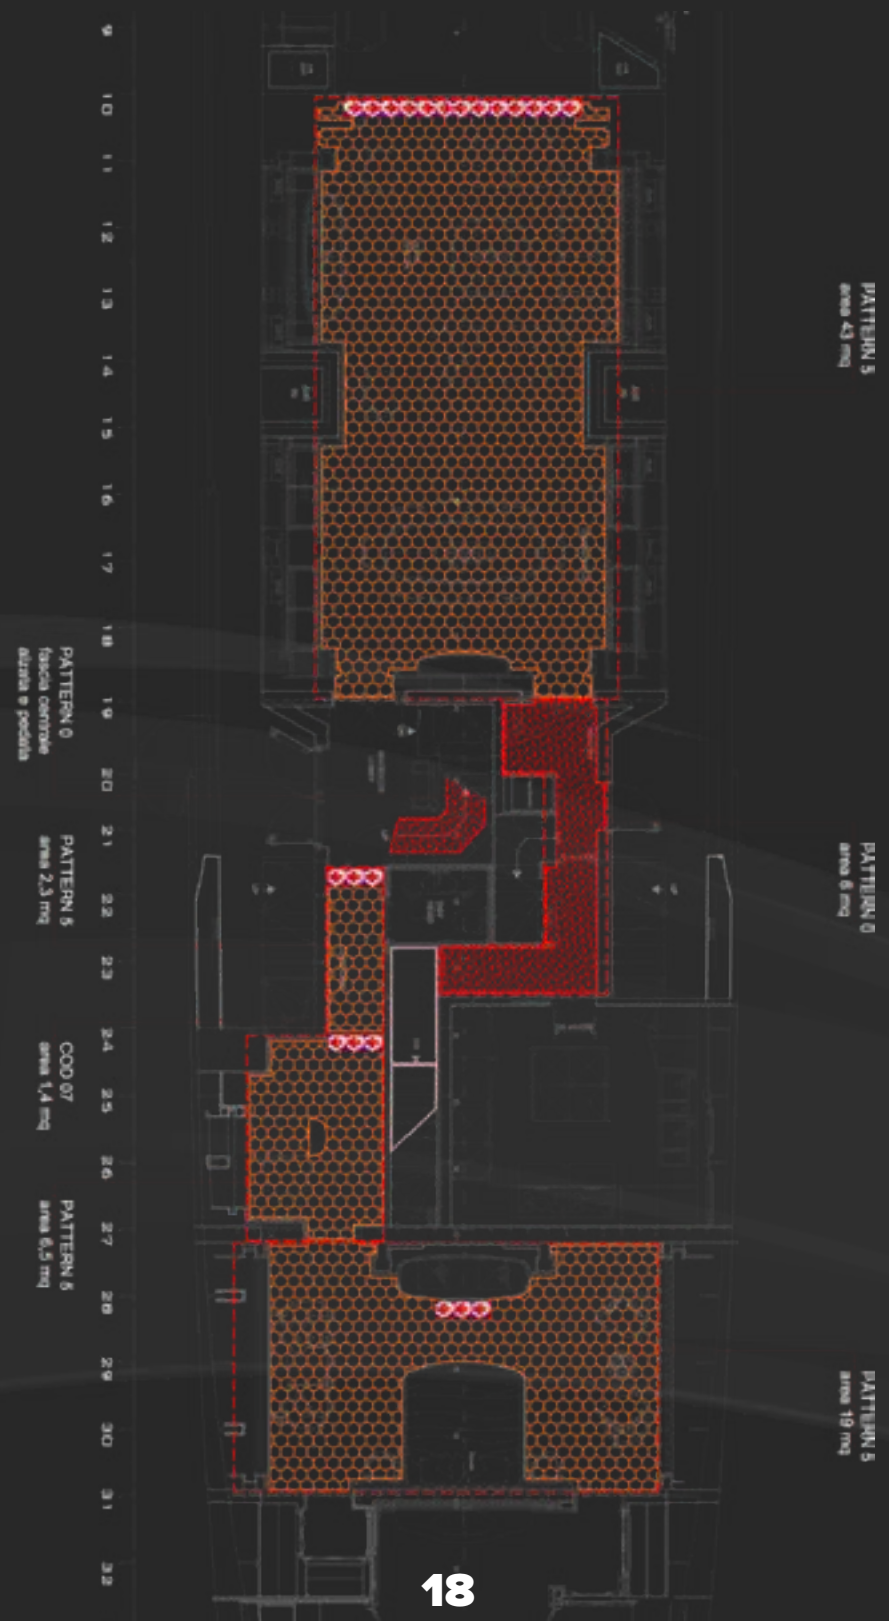 9
10
11
12
13
14
15
16
17
18
19
20
21
22
23
24
25
26
27
28
29
30
31
32
PATTERN 5
area 43 mq
PATTERN 0
fascia centrale
alzata e pedata
PATTERN 5
area 2,3 mq
PATTERN 0
area 6 mq
COD 07
area 1,4 mq
PATTERN 5
area 6,5 mq
PATTERN 5
area 19 mq
18